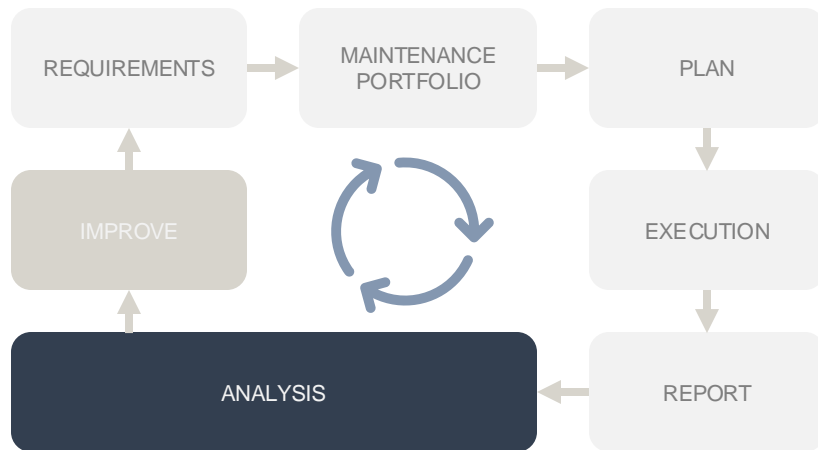 REQUIREMENTS
MAINTENANCE
PORTFOLIO
PLAN
IMPROVE
EXECUTION
ANALYSIS
REPORT